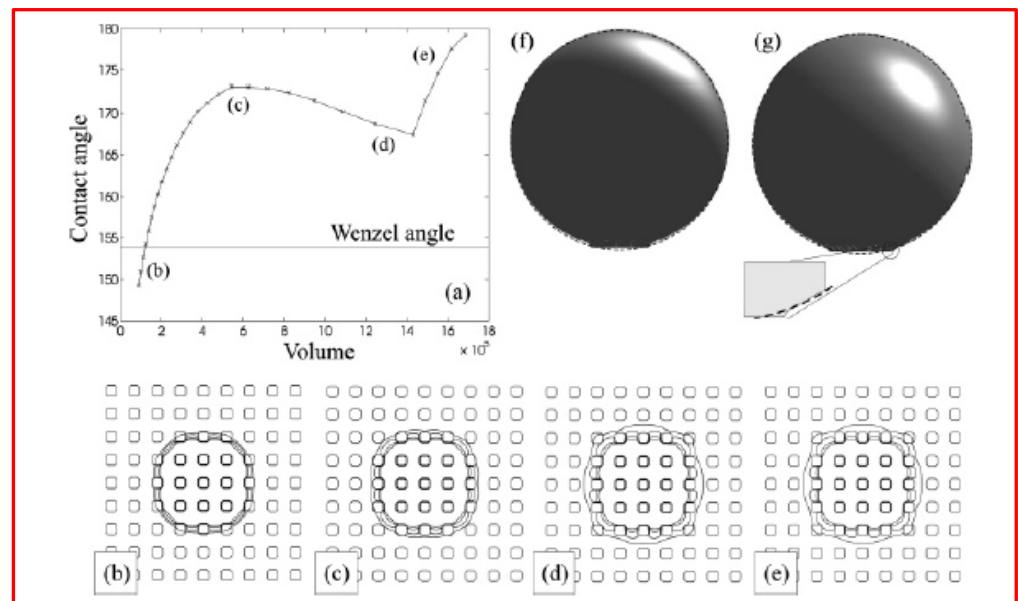 180
175
170
165
160
155
150
145
Contact angle
(b)
(c)
(d)
(e)
Wenzel angle
(a)
0 2 4 6 8 10 12 14 16 18
Volume
× 10⁵
(f)
(g)
(b) (c) (d) (e)